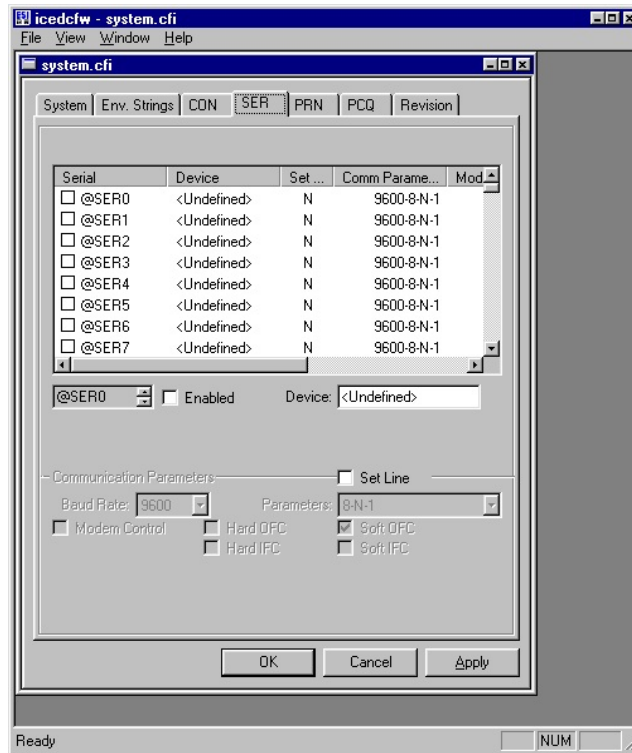 icedcfw - system.cfi
File View Window Help
system.cfi
System Env. Strings CON SER PRN PCQ Revision
Serial Device Set ... Comm Parame... Mod
@SER0 <Undefined> N 9600-8-N-1
@SER1 <Undefined> N 9600-8-N-1
@SER2 <Undefined> N 9600-8-N-1
@SER3 <Undefined> N 9600-8-N-1
@SER4 <Undefined> N 9600-8-N-1
@SER5 <Undefined> N 9600-8-N-1
@SER6 <Undefined> N 9600-8-N-1
@SER7 <Undefined> N 9600-8-N-1
@SER0 Enabled Device: <Undefined>
Communication Parameters Set Line
Baud Rate: 9600 Parameters: 8-N-1
Modem Control Hard OFC Soft OFC
Hard IFC Soft IFC
OK Cancel Apply
Ready NUM